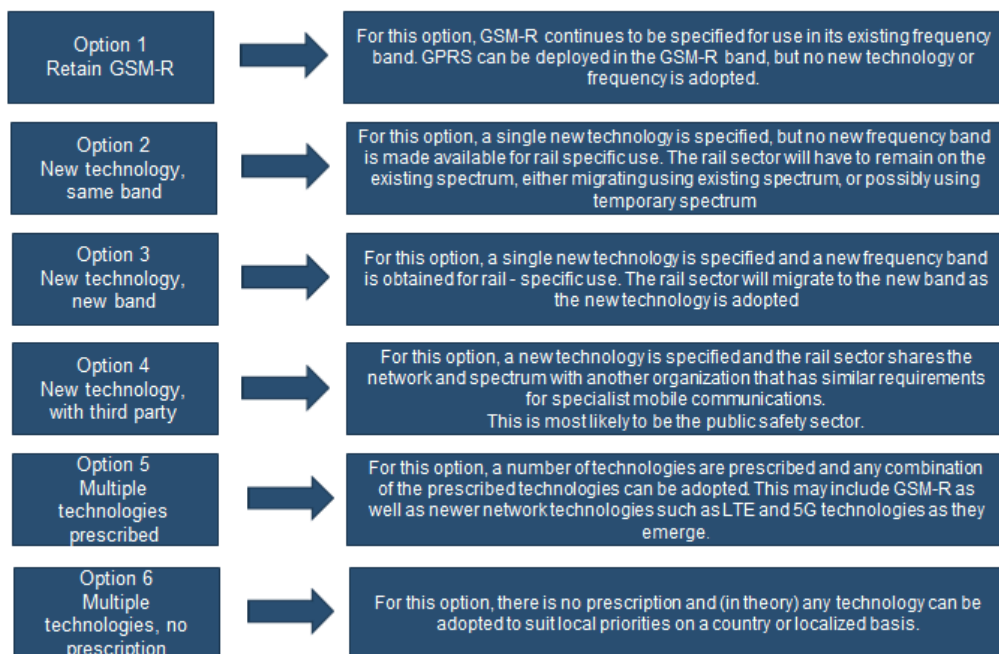 Option 1
Retain GSM-R
For this option, GSM-R continues to be specified for use in its existing frequency
band. GPRS can be deployed in the GSM-R band, but no new technology or
frequency is adopted.
Option 2
New technology,
same band
For this option, a single new technology is specified, but no new frequency band
is made available for rail specific use. The rail sector will have to remain on the
existing spectrum, either migrating using existing spectrum, or possibly using
temporary spectrum
Option 3
New technology,
new band
For this option, a single new technology is specified and a new frequency band
is obtained for rail - specific use. The rail sector will migrate to the new band as
the new technology is adopted
Option 4
New technology,
with third party
For this option, a new technology is specified and the rail sector shares the
network and spectrum with another organization that has similar requirements
for specialist mobile communications.
This is most likely to be the public safety sector.
Option 5
Multiple
technologies
prescribed
For this option, a number of technologies are prescribed and any combination
of the prescribed technologies can be adopted. This may include GSM-R as
well as newer network technologies such as LTE and 5G technologies as they
emerge.
Option 6
Multiple
technologies, no
prescription
For this option, there is no prescription and (in theory) any technology can be
adopted to suit local priorities on a country or localized basis.